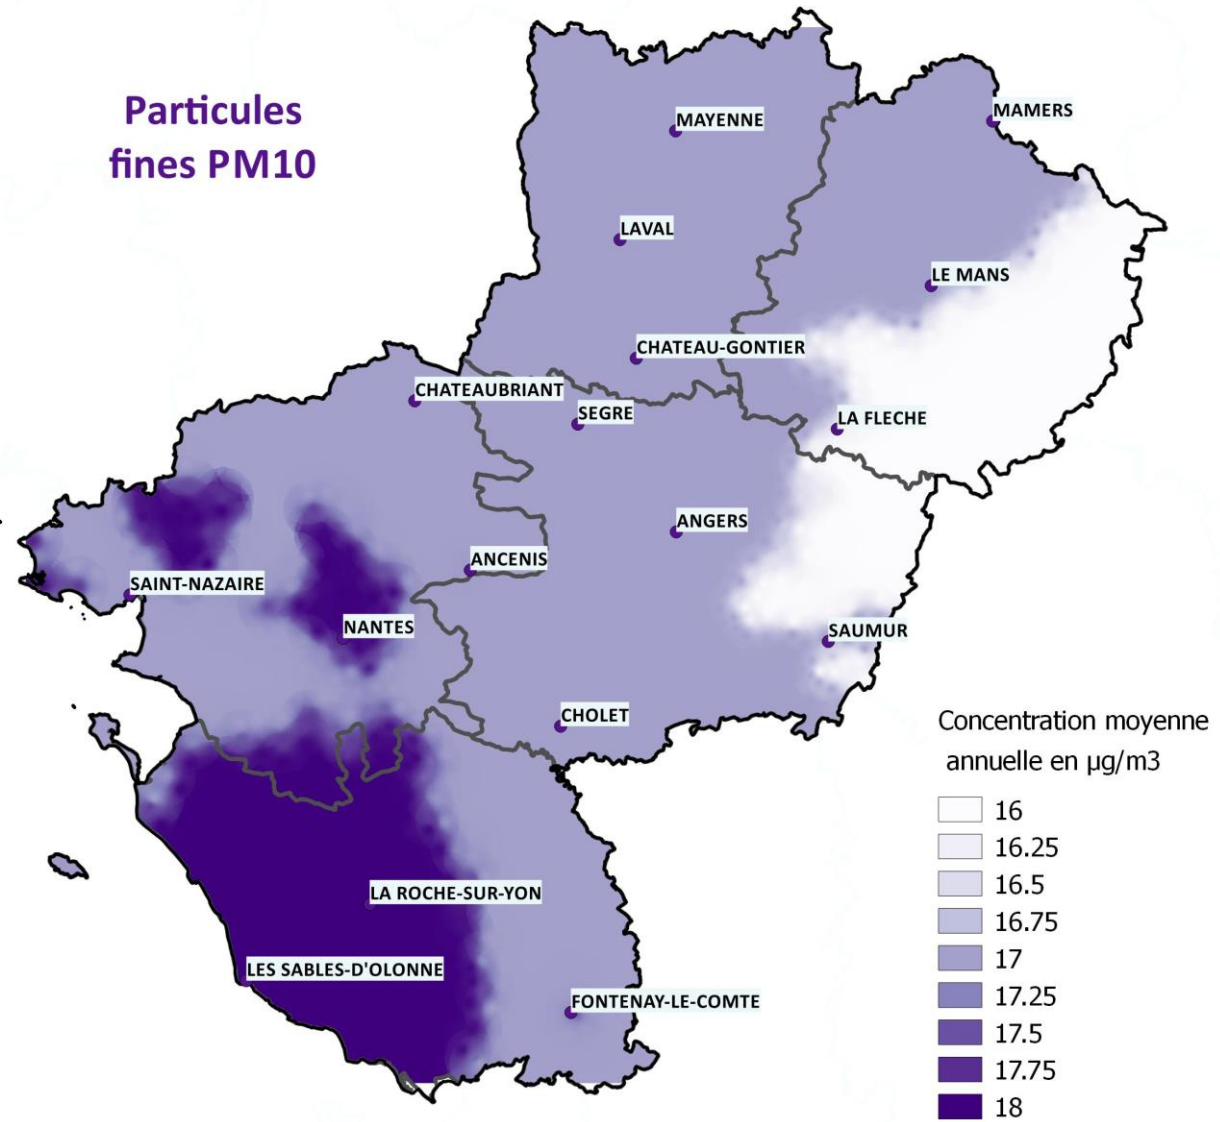 Particules
fines PM10
MAYENNE
MAMERS
LAVAL
LE MANS
CHATEAU-GONTIER
CHATEAUBRIANT
SEGRE
LA FLECHE
ANGERS
ANCENIS
SAINT-NAZAIRE
NANTES
SAUMUR
CHOLET
LA ROCHE-SUR-YON
LES SABLES-D'OLONNE
FONTENAY-LE-COMTE
Concentration moyenne
annuelle en µg/m3
16
16.25
16.5
16.75
17
17.25
17.5
17.75
18